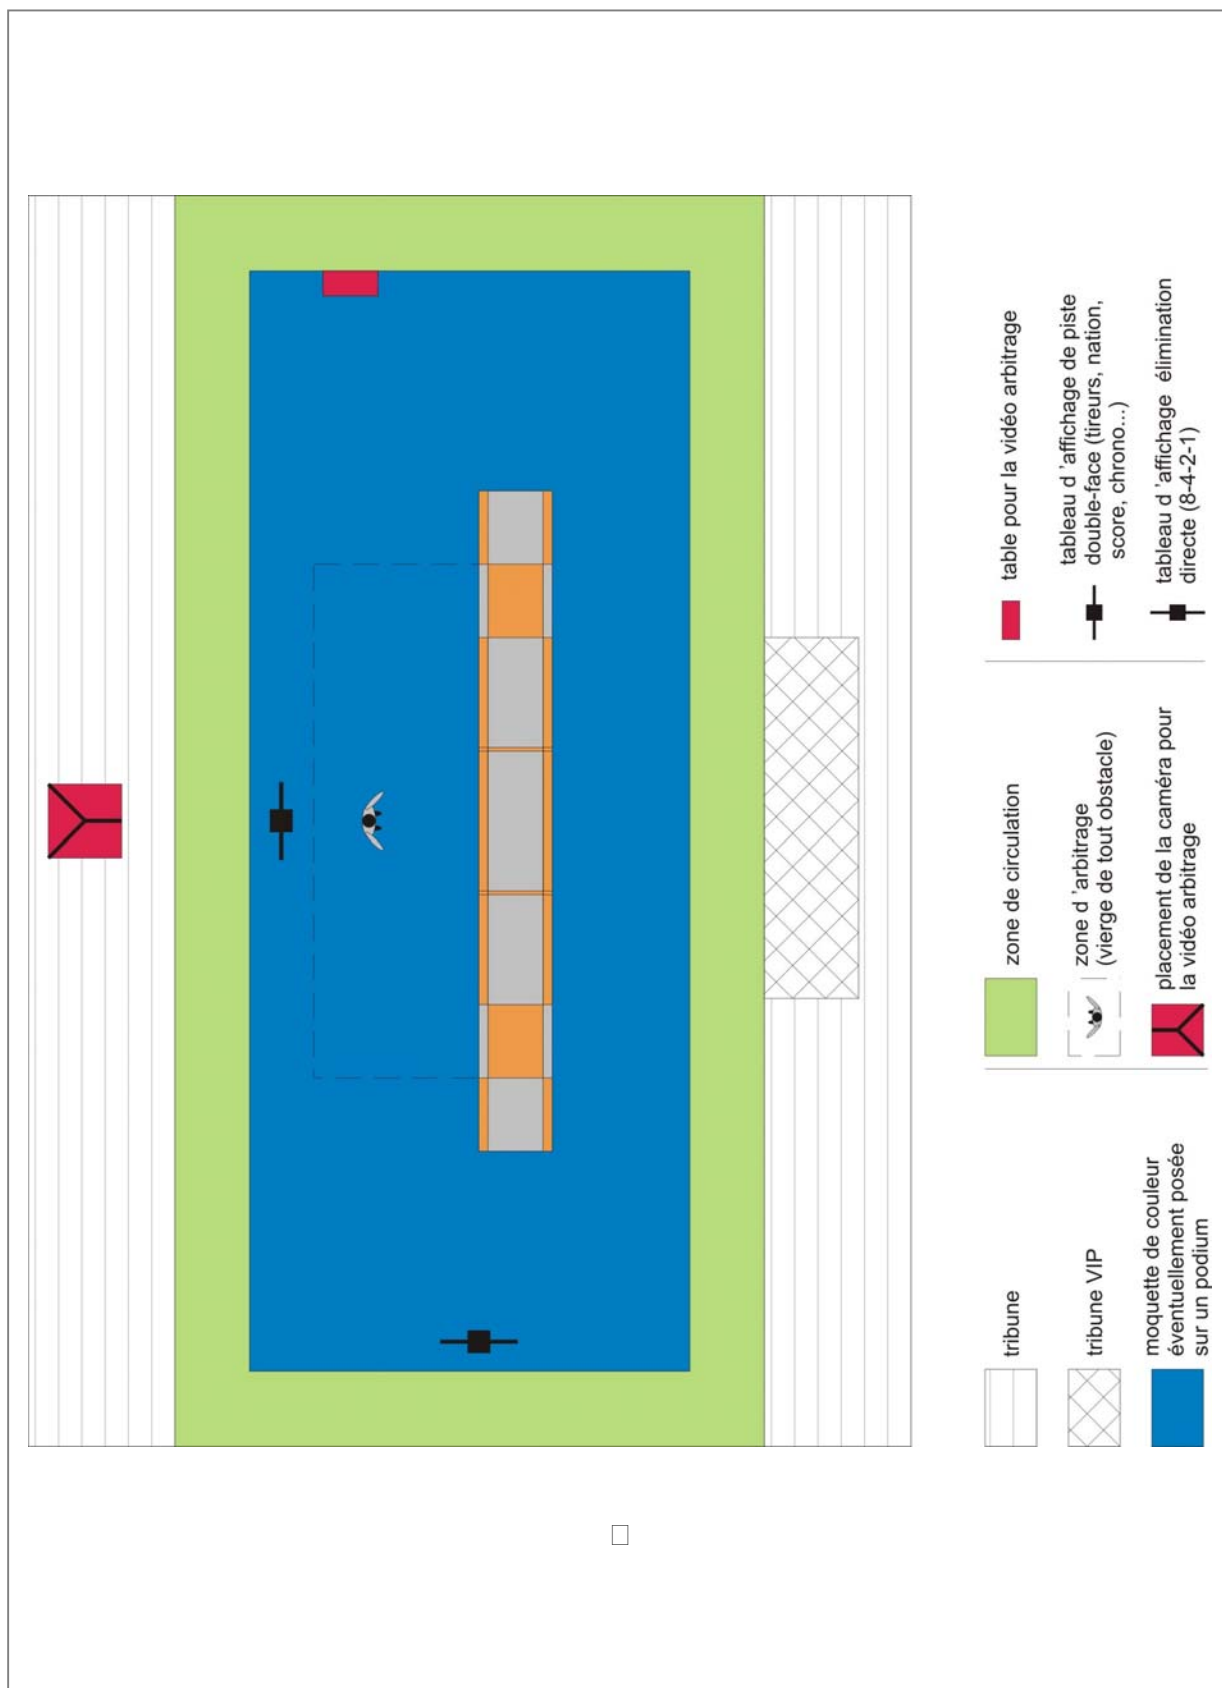 tribune
tribune VIP
moquette de couleur
éventuellement posée
sur un podium
zone de circulation
zone d ’arbitrage
(vierge de tout obstacle)
placement de la caméra pour
la vidéo arbitrage
table pour la vidéo arbitrage
tableau d ’affichage de piste
double-face (tireurs, nation,
score, chrono...)
tableau d ’affichage élimination
directe (8-4-2-1)